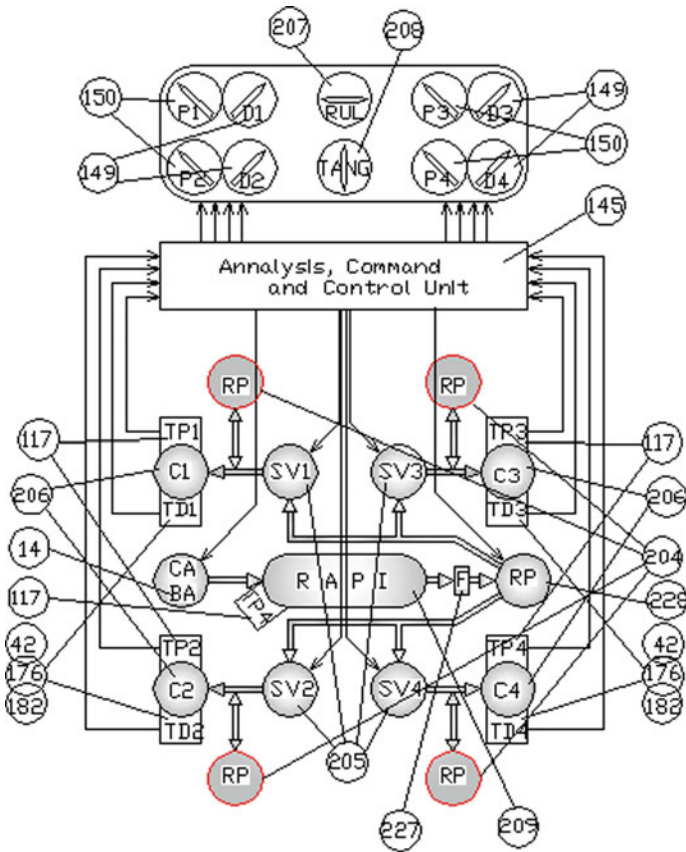 207 208
150 P1 D1 RUL P3 D3 149
149 P2 D2 TANG P4 D4 150
145
Annalysis, Command
and Control Unit
RP RP
117 TP1 TP3 117
206 C1 SV1 SV3 C3 206
TD1 TD3
14 CA 204
BA R A P I F RP
117 TPA 228
42 TP2 TP4 42
176 C2 SV2 SV4 C4 176
182 182
TD2 TD4
205
RP RP
227 209